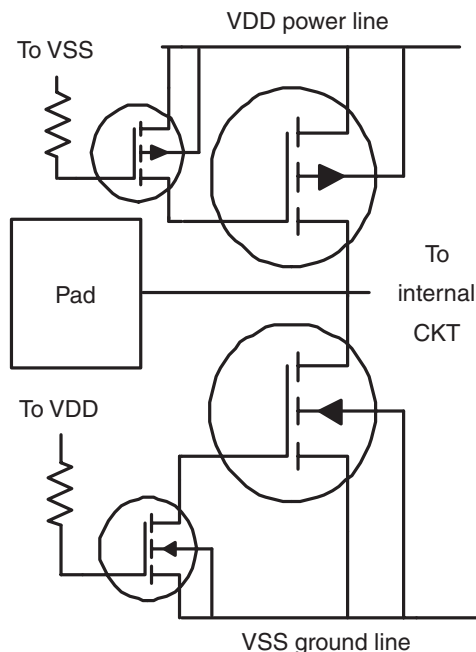 VDD power line
To VSS
Pad
To
internal
CKT
To VDD
VSS ground line